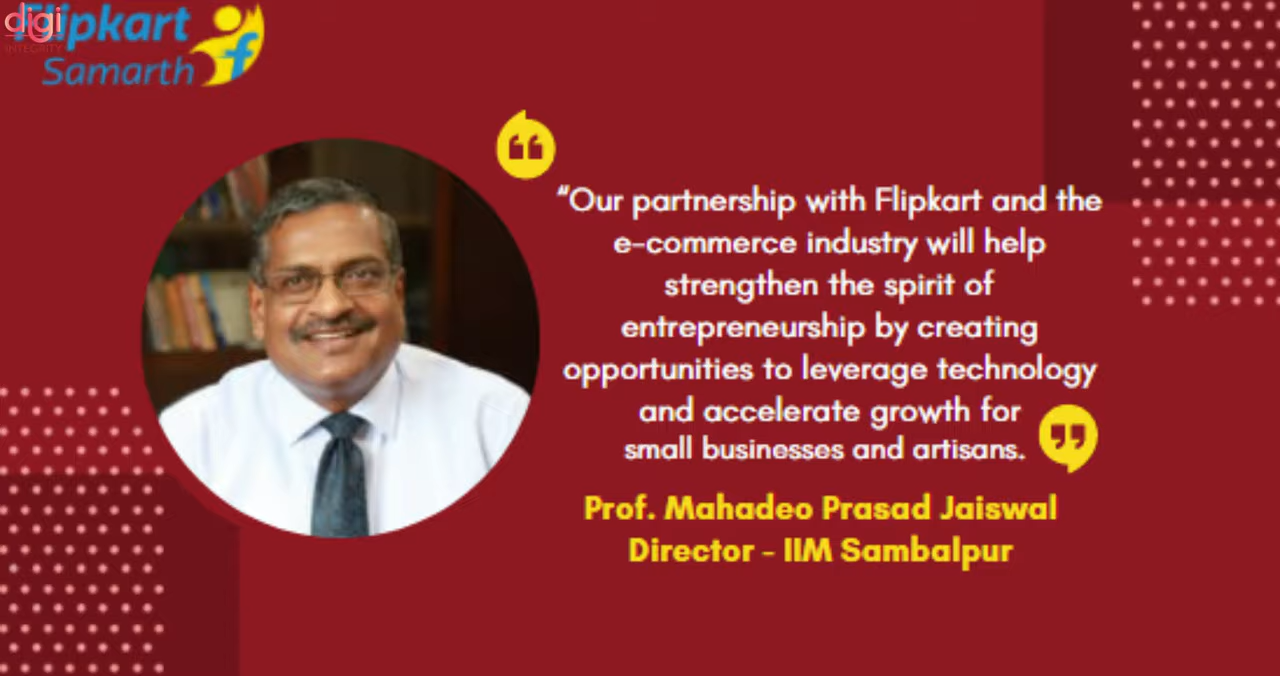 Flipkart
digi
INTEGRITY
Samarth
“Our partnership with Flipkart and the
e-commerce industry will help
strengthen the spirit of
entrepreneurship by creating
opportunities to leverage technology
and accelerate growth for
small businesses and artisans.
Prof. Mahadeo Prasad Jaiswal
Director - IIM Sambalpur